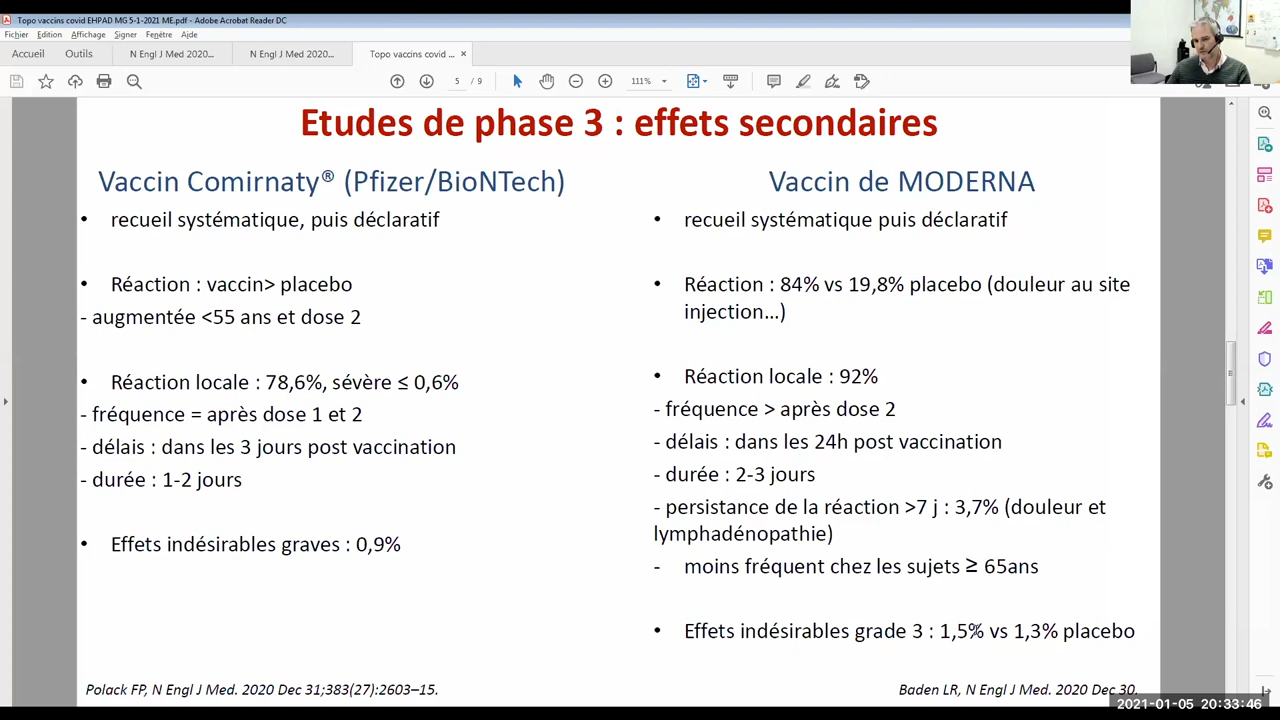 Topo vaccins covid EHPAD MG 5-1-2021 ME.pdf - Adobe Acrobat Reader DC
Fichier Edition Affichage Signer Fenêtre Aide
Accueil Outils N Engl J Med 2020... N Engl J Med 2020... Topo vaccins covid ... ×
5 / 9 111%
Etudes de phase 3 : effets secondaires
Vaccin Comirnaty® (Pfizer/BioNTech)
• recueil systématique, puis déclaratif
• Réaction : vaccin> placebo
- augmentée <55 ans et dose 2
• Réaction locale : 78,6%, sévère ≤ 0,6%
- fréquence = après dose 1 et 2
- délais : dans les 3 jours post vaccination
- durée : 1-2 jours
• Effets indésirables graves : 0,9%
Polack FP, N Engl J Med. 2020 Dec 31;383(27):2603–15.
Vaccin de MODERNA
• recueil systématique puis déclaratif
• Réaction : 84% vs 19,8% placebo (douleur au site
injection...)
• Réaction locale : 92%
- fréquence > après dose 2
- délais : dans les 24h post vaccination
- durée : 2-3 jours
- persistance de la réaction >7 j : 3,7% (douleur et
lymphadénopathie)
- moins fréquent chez les sujets ≥ 65ans
• Effets indésirables grade 3 : 1,5% vs 1,3% placebo
Baden LR, N Engl J Med. 2020 Dec 30.
2021-01-05 20:33:46